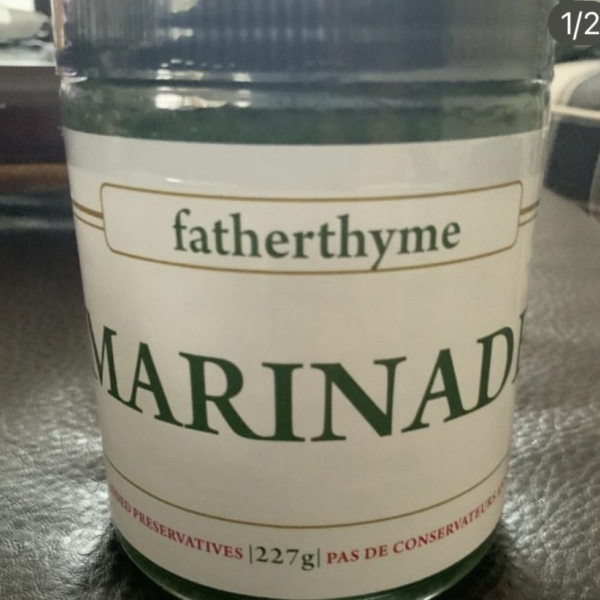 1/2
fatherthyme
MARINAD
PRESERVATIVES |227g| PAS DE CONSERVATEURS